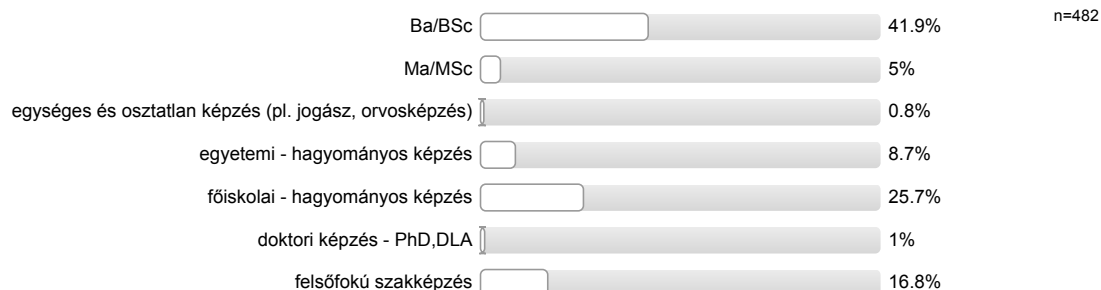 Ba/BSc 41.9% n=482
Ma/MSc 5%
egységes és osztatlan képzés (pl. jogász, orvosképzés) 0.8%
egyetemi - hagyományos képzés 8.7%
főiskolai - hagyományos képzés 25.7%
doktori képzés - PhD,DLA 1%
felsőfokú szakképzés 16.8%